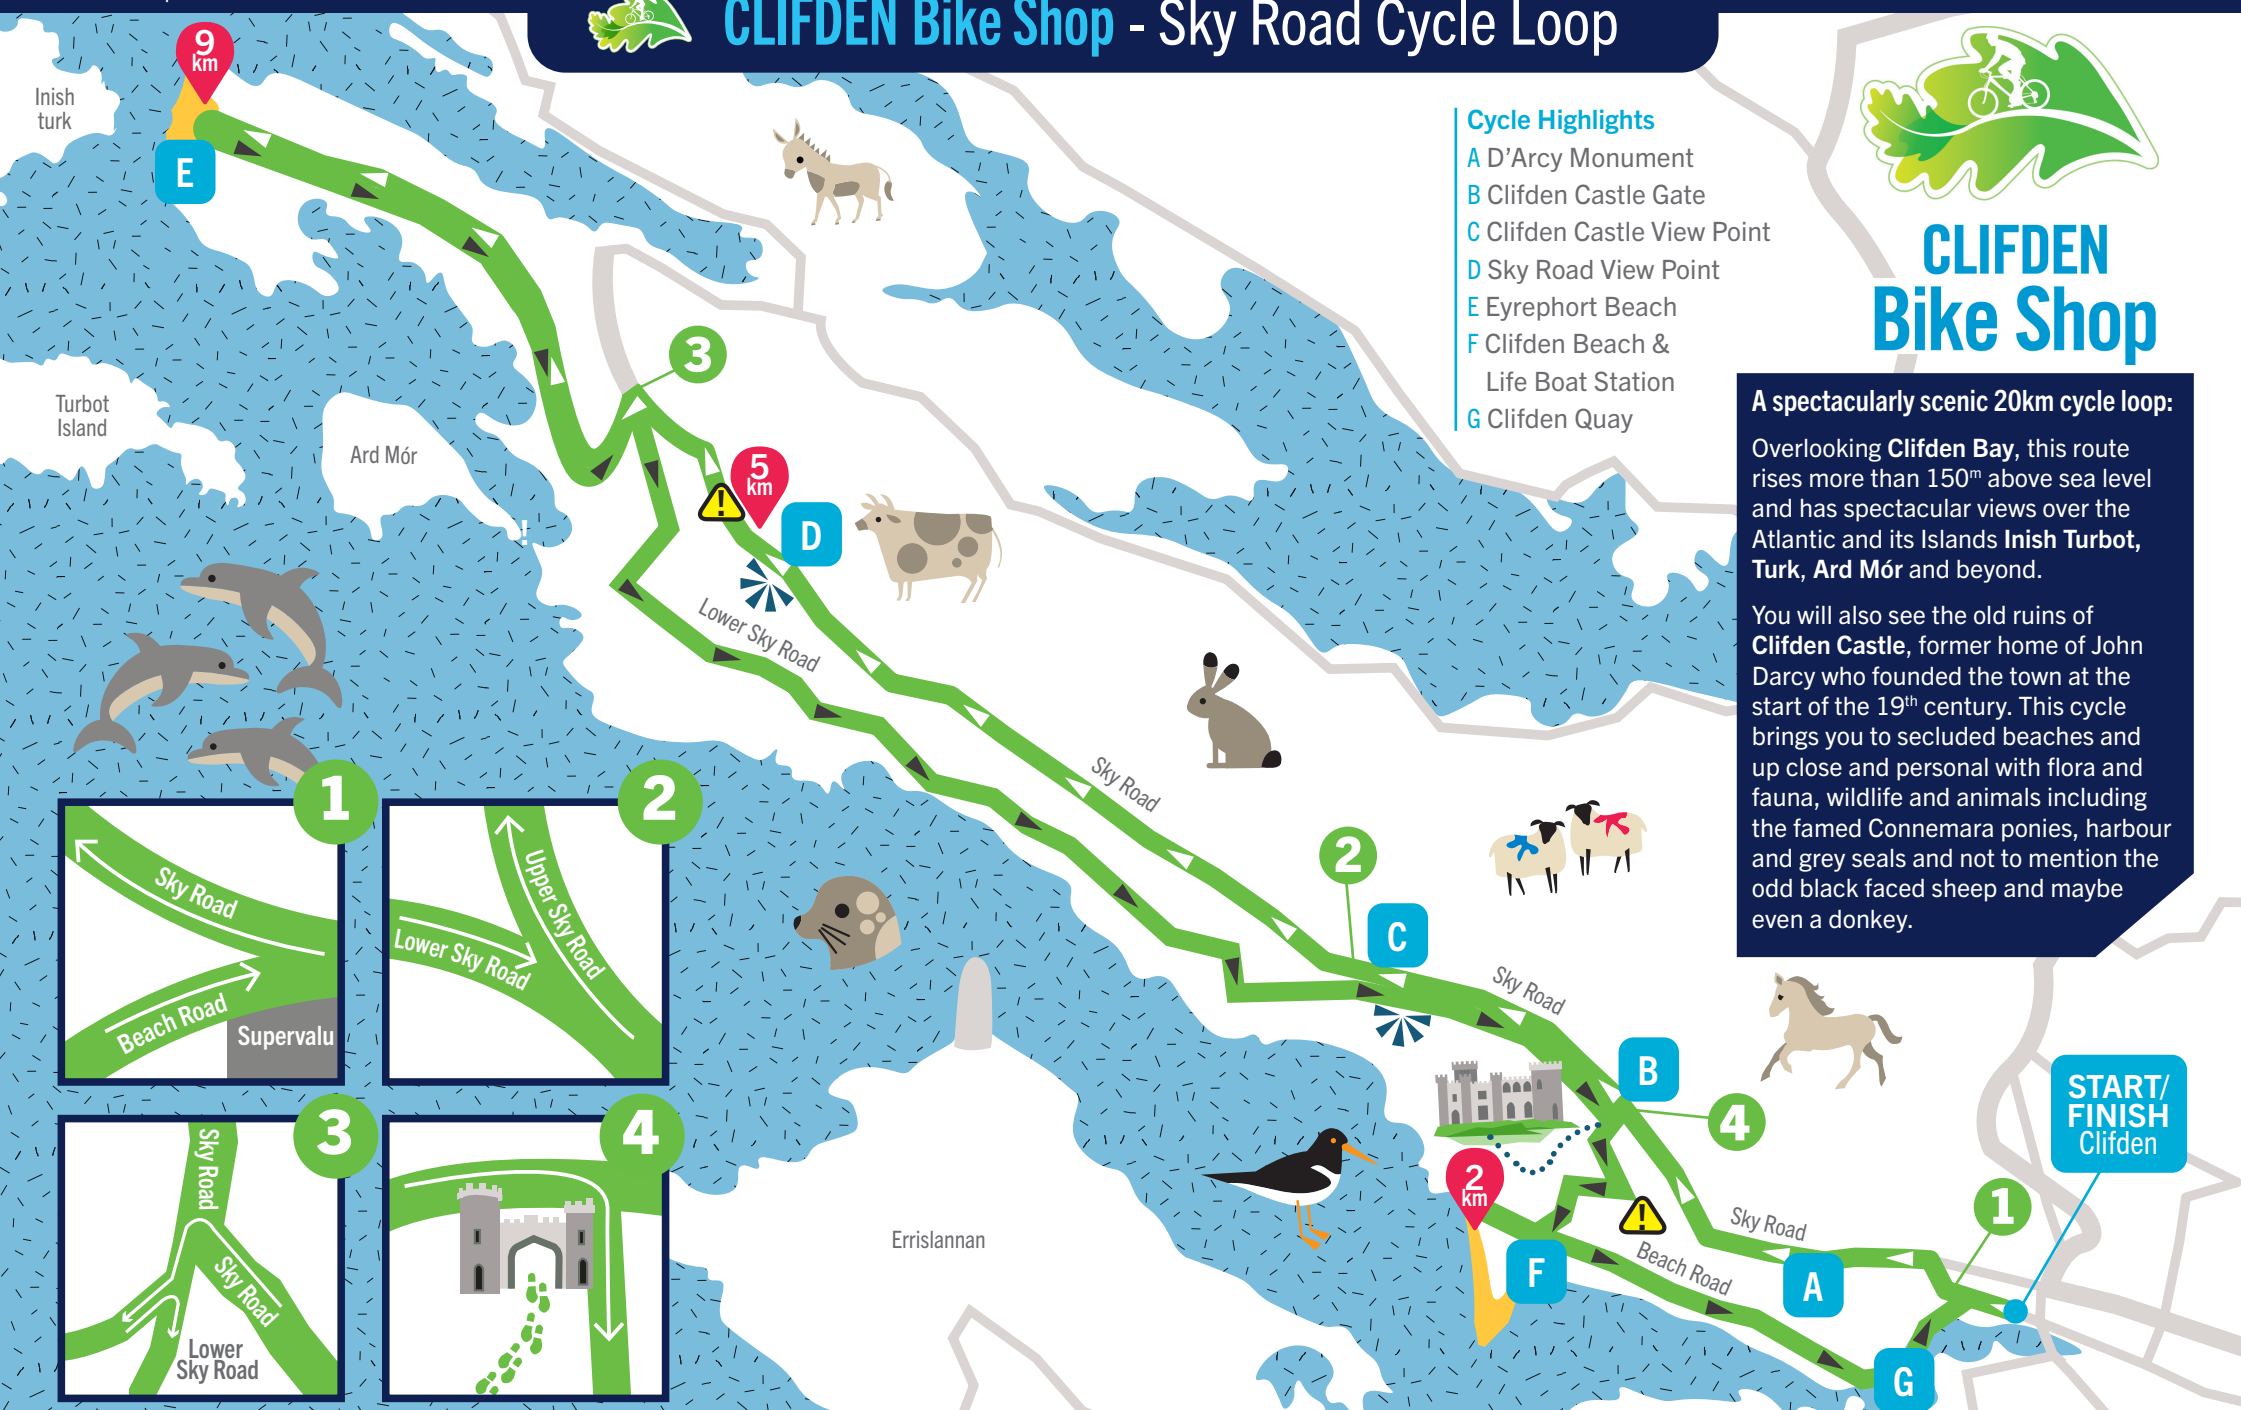 CLIFDEN Bike Shop - Sky Road Cycle Loop
9
km
Inish
turk
E
Turbot
Island
Ard Mór
3
5
km
!
D
!
Lower Sky Road
Sky Road
2
C
Sky Road
B
4
2
km
!
F
Beach Road
Sky Road
A
1
G
START/
FINISH
Clifden
Errislannan
Cycle Highlights
A D'Arcy Monument
B Clifden Castle Gate
C Clifden Castle View Point
D Sky Road View Point
E Eyrephort Beach
F Clifden Beach &
Life Boat Station
G Clifden Quay
CLIFDEN
Bike Shop
A spectacularly scenic 20km cycle loop:
Overlooking Clifden Bay, this route
rises more than 150m above sea level
and has spectacular views over the
Atlantic and its Islands Inish Turbot,
Turk, Ard Mór and beyond.
You will also see the old ruins of
Clifden Castle, former home of John
Darcy who founded the town at the
start of the 19th century. This cycle
brings you to secluded beaches and
up close and personal with flora and
fauna, wildlife and animals including
the famed Connemara ponies, harbour
and grey seals and not to mention the
odd black faced sheep and maybe
even a donkey.
1
Sky Road
Beach Road
Supervalu
2
Upper Sky Road
Lower Sky Road
3
Sky Road
Sky Road
Lower
Sky Road
4